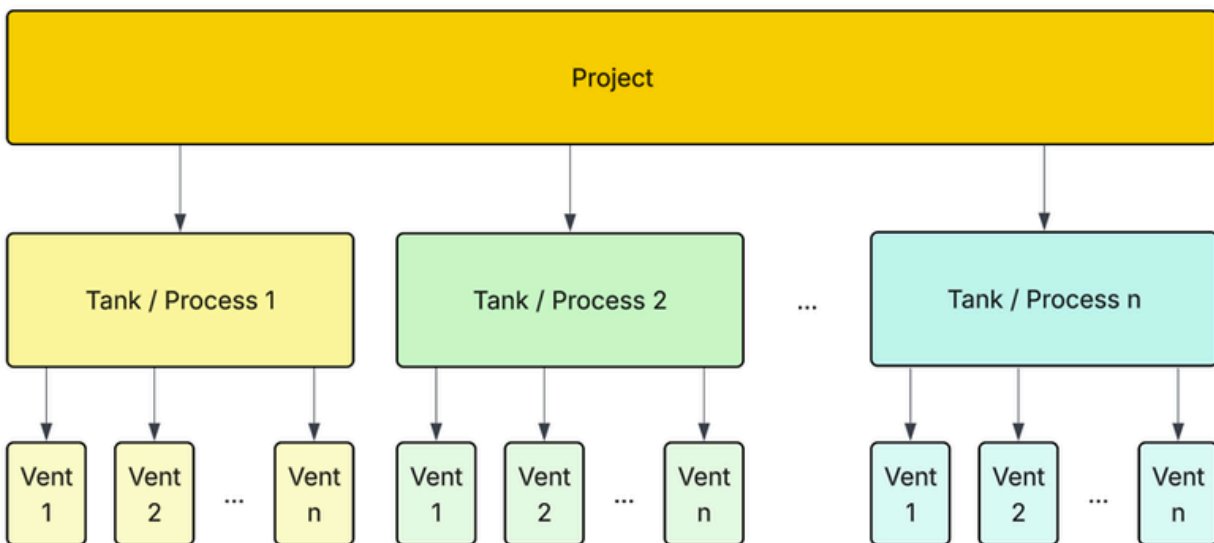 Project
Tank / Process 1
Tank / Process 2
...
Tank / Process n
Vent
1
Vent
2
...
Vent
n
Vent
1
Vent
2
...
Vent
n
Vent
1
Vent
2
...
Vent
n